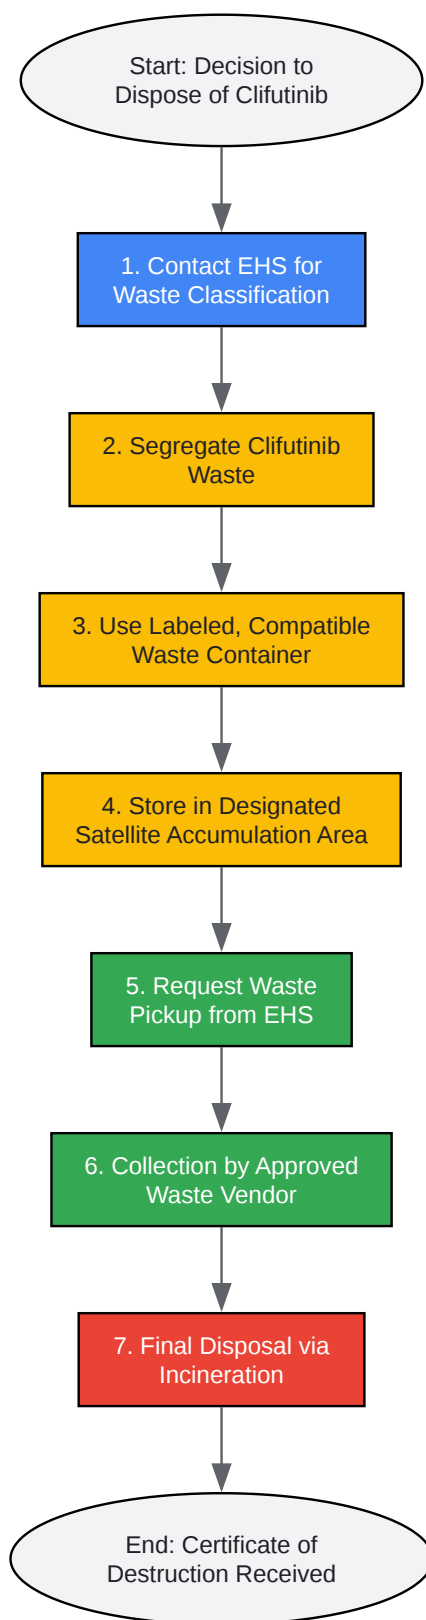 Start: Decision to
Dispose of Clifutinib
1. Contact EHS for
Waste Classification
2. Segregate Clifutinib
Waste
3. Use Labeled, Compatible
Waste Container
4. Store in Designated
Satellite Accumulation Area
5. Request Waste
Pickup from EHS
6. Collection by Approved
Waste Vendor
7. Final Disposal via
Incineration
End: Certificate of
Destruction Received